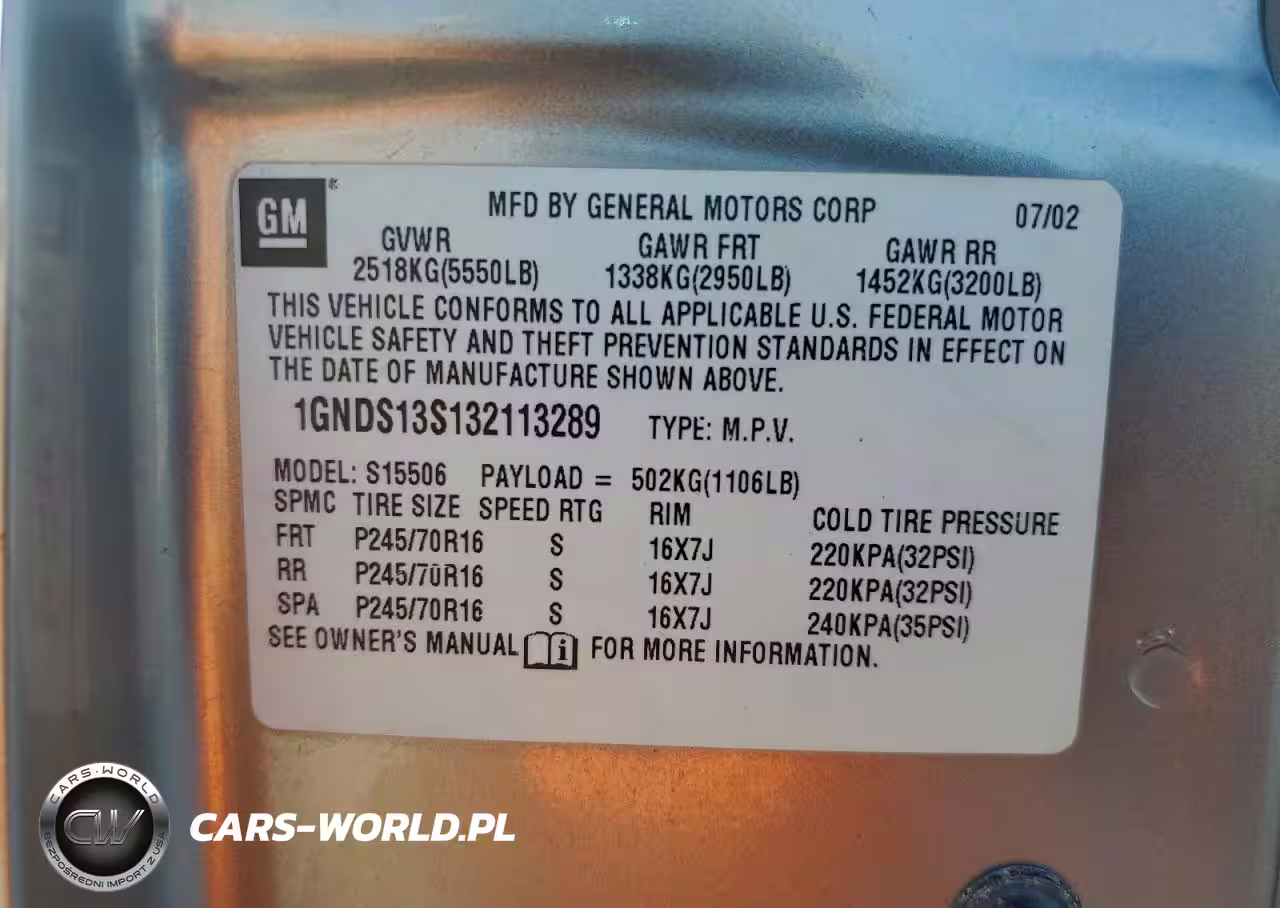 GM®
MFD BY GENERAL MOTORS CORP 07/02
GVWR GAWR FRT GAWR RR
2518KG(5550LB) 1338KG(2950LB) 1452KG(3200LB)
THIS VEHICLE CONFORMS TO ALL APPLICABLE U.S. FEDERAL MOTOR
VEHICLE SAFETY AND THEFT PREVENTION STANDARDS IN EFFECT ON
THE DATE OF MANUFACTURE SHOWN ABOVE.
1GNDS13S132113289 TYPE: M.P.V.
MODEL: S15506 PAYLOAD = 502KG(1106LB)
SPMC TIRE SIZE SPEED RTG RIM COLD TIRE PRESSURE
FRT P245/70R16 S 16X7J 220KPA(32PSI)
RR P245/70R16 S 16X7J 220KPA(32PSI)
SPA P245/70R16 S 16X7J 240KPA(35PSI)
SEE OWNER'S MANUAL i FOR MORE INFORMATION.
CARS-WORLD
CW
BEZPOŚREDNI IMPORT Z USA
CARS-WORLD.PL